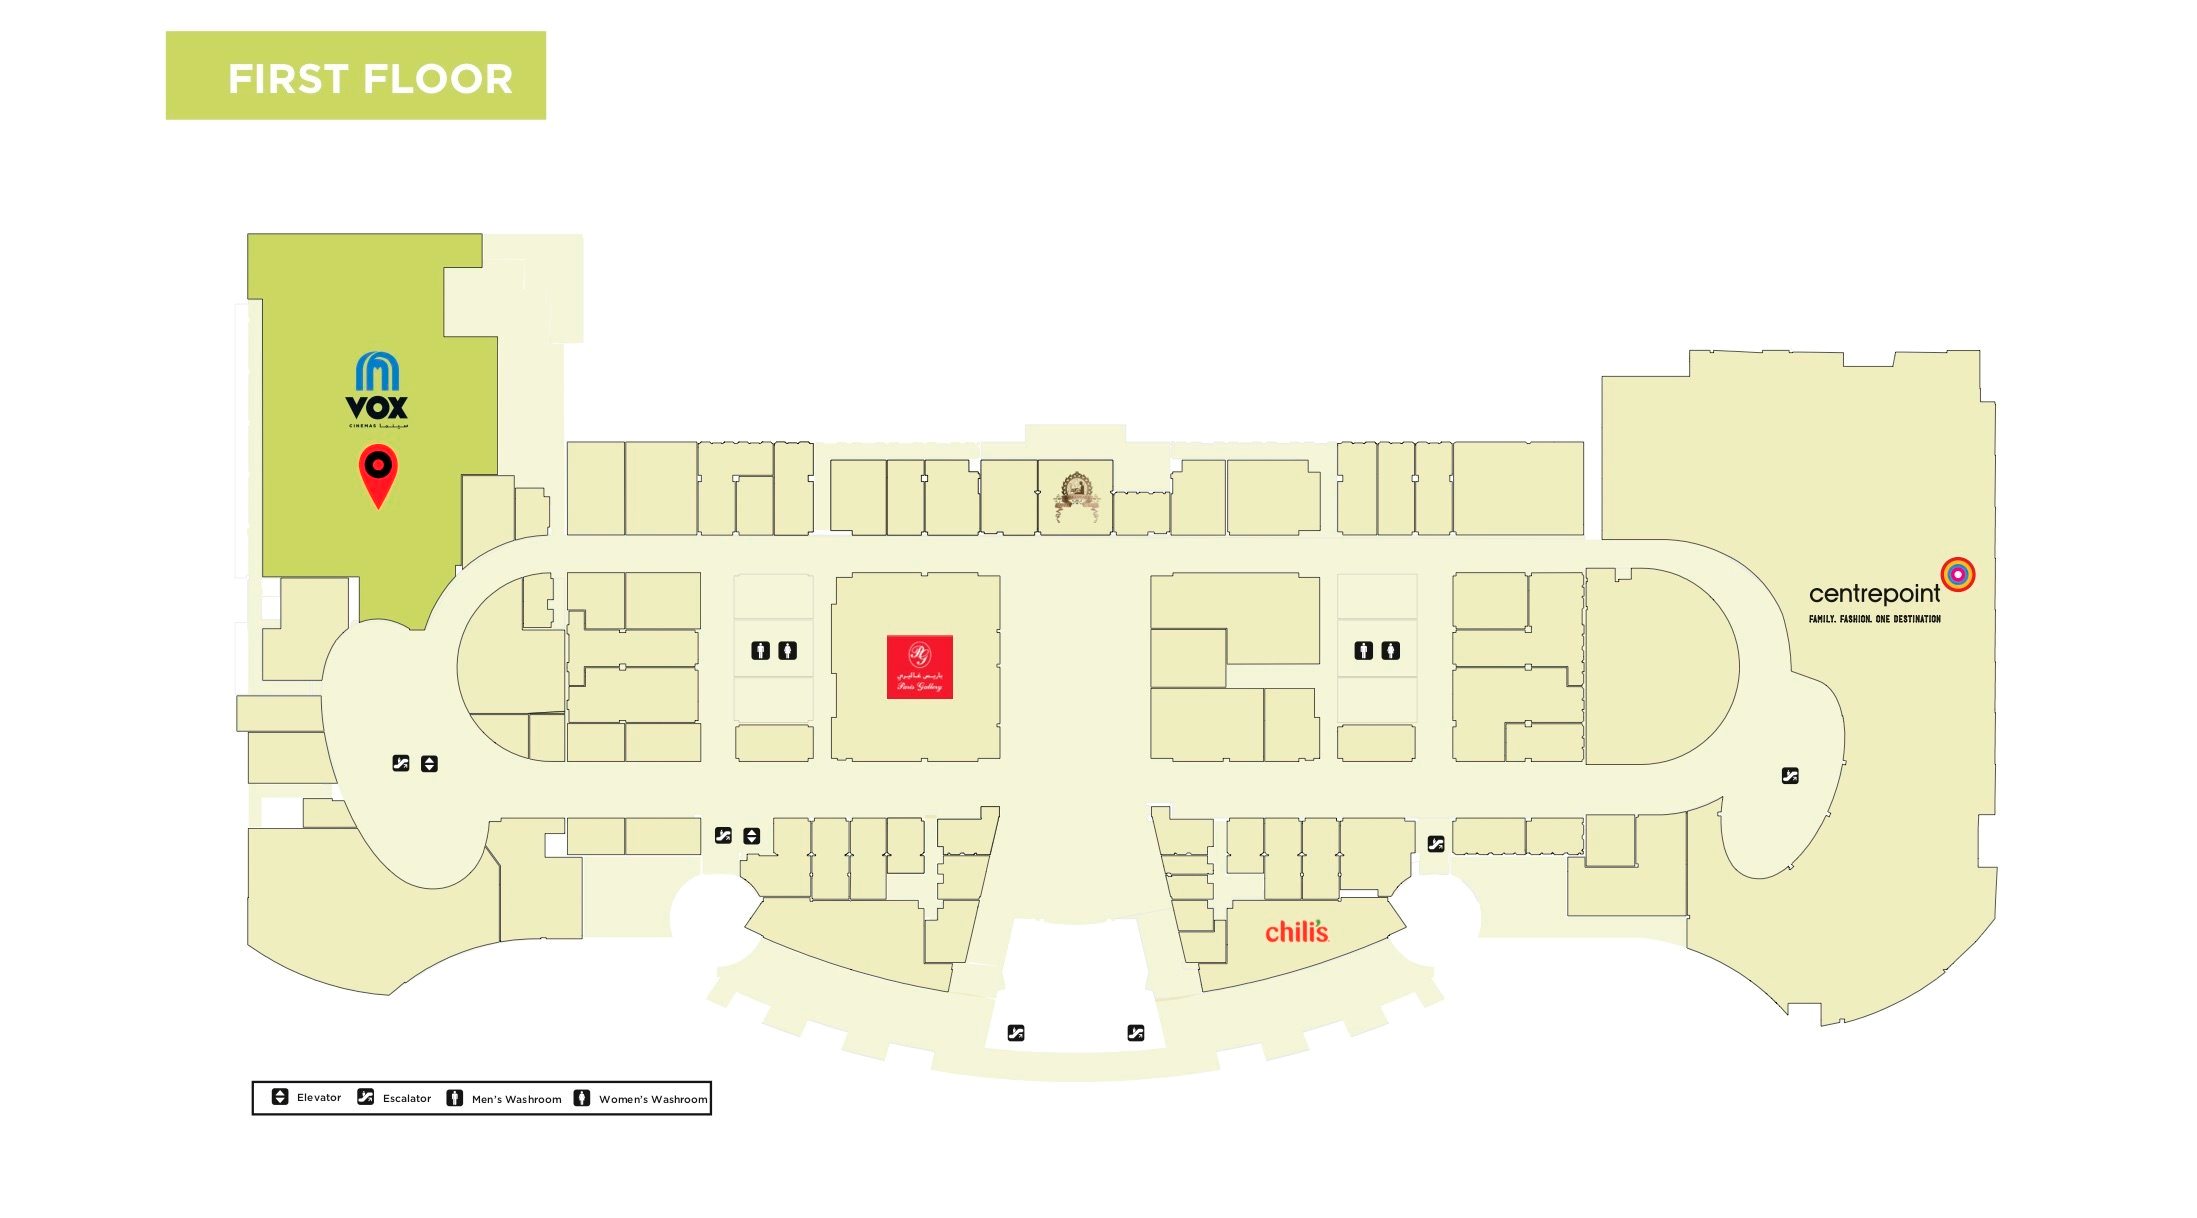 FIRST FLOOR
VOX
CINEMAS سينما
centrepoint
FAMILY. FASHION. ONE DESTINATION
PG
باريس غاليري
Paris Gallery
chili's
Elevator
Escalator
Men's Washroom
Women's Washroom